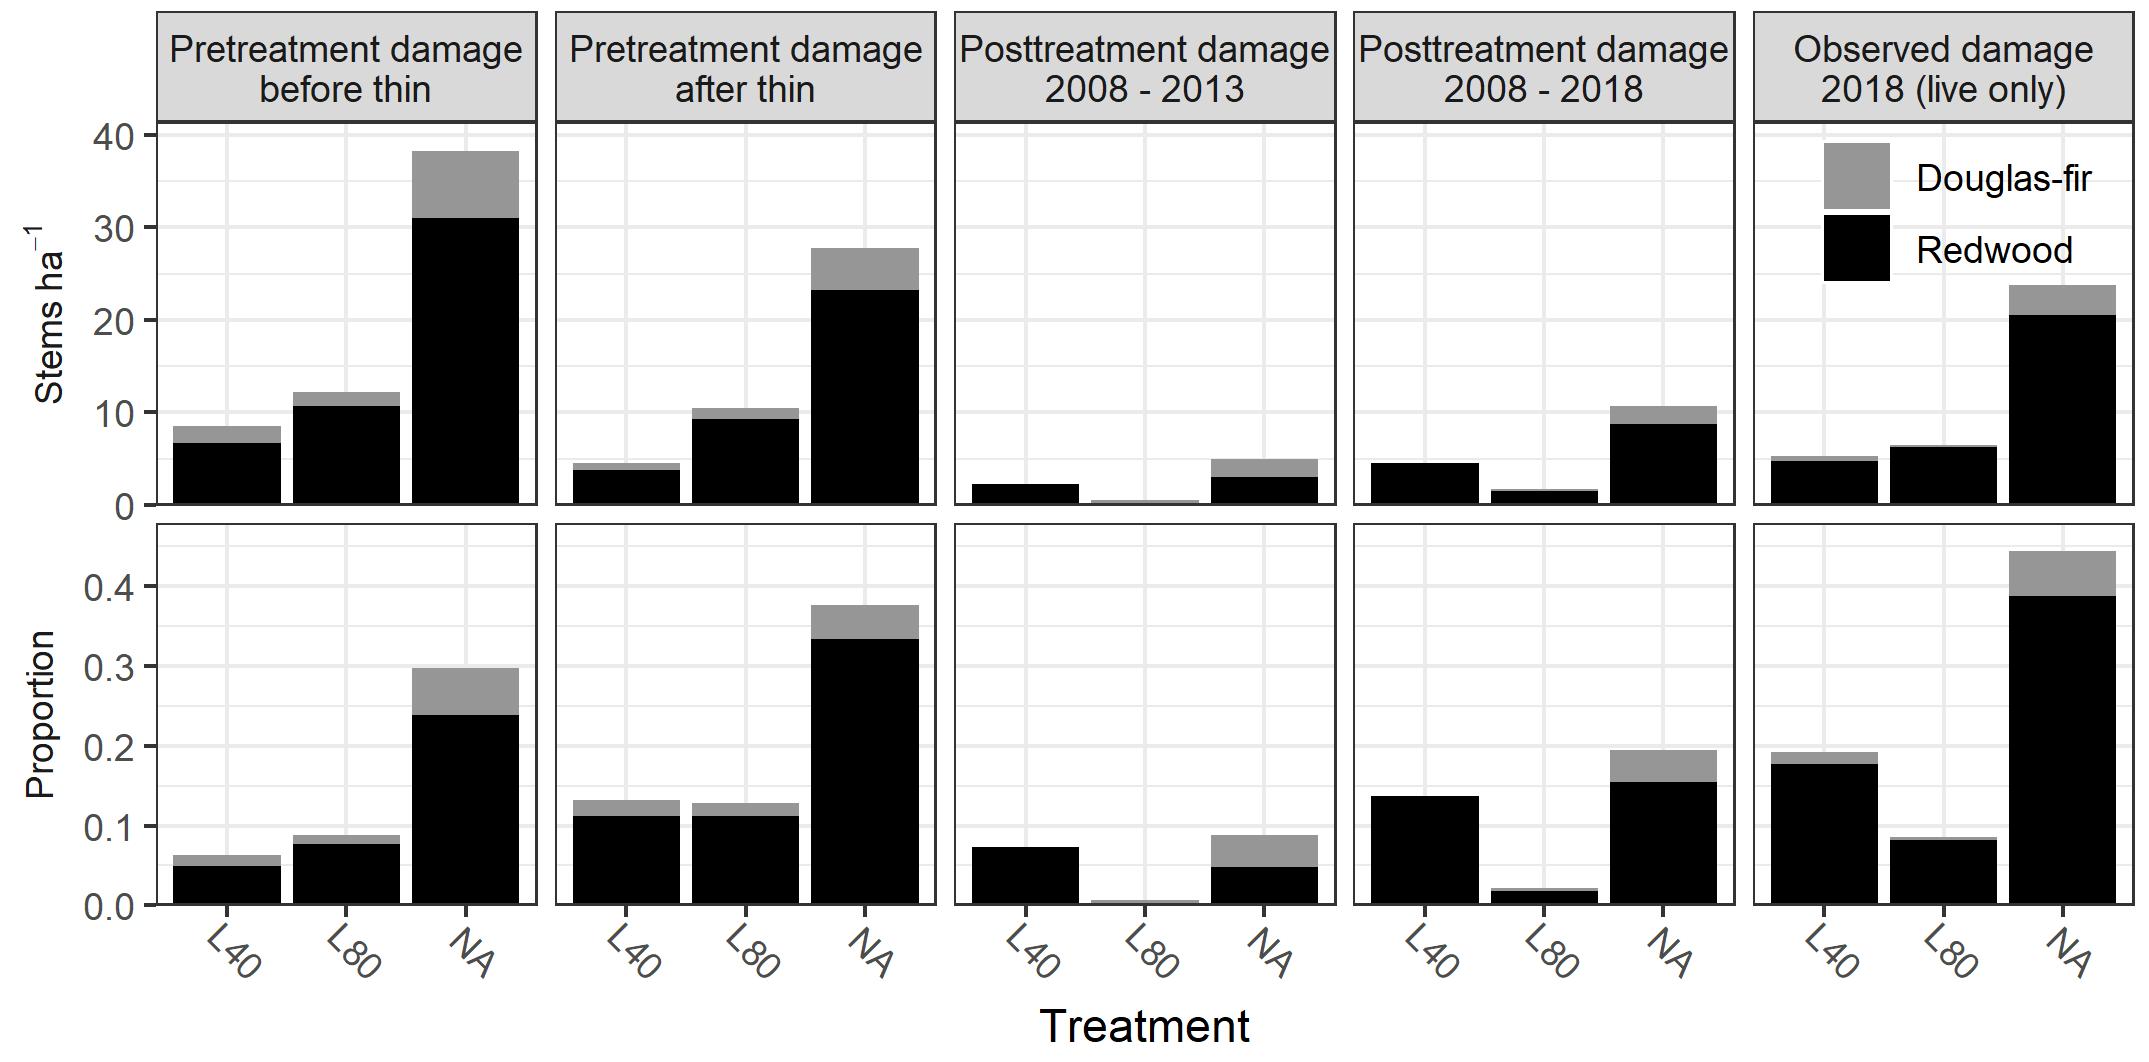 Pretreatment damage
before thin
Pretreatment damage
after thin
Posttreatment damage
2008 - 2013
Posttreatment damage
2008 - 2018
Observed damage
2018 (live only)
Stems ha⁻¹
40
30
20
10
0
Douglas-fir
Redwood
Proportion
0.4
0.3
0.2
0.1
0.0
L40 L80 NA L40 L80 NA L40 L80 NA L40 L80 NA L40 L80 NA
Treatment